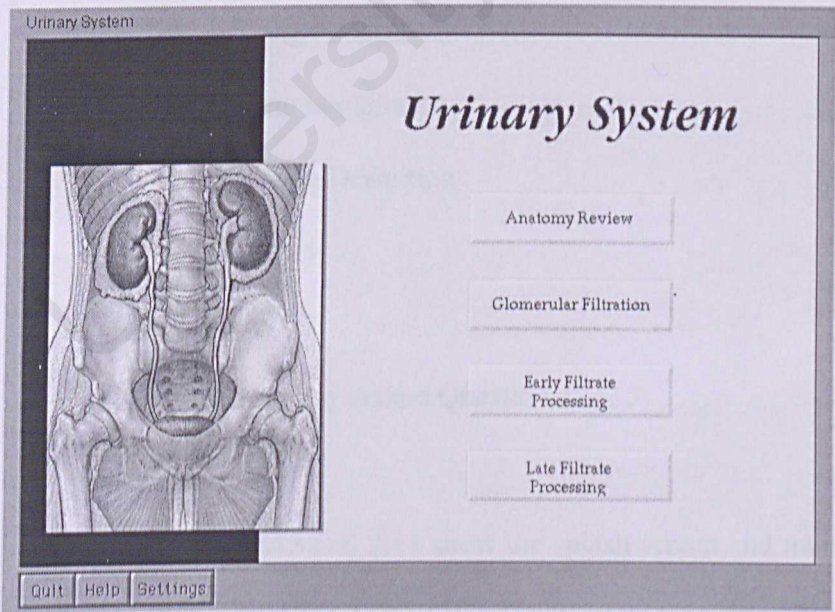 Urinary System
Urinary System
Anatomy Review
Glomerular Filtration
Early Filtrate
Processing
Late Filtrate
Processing
Quit Help Settings